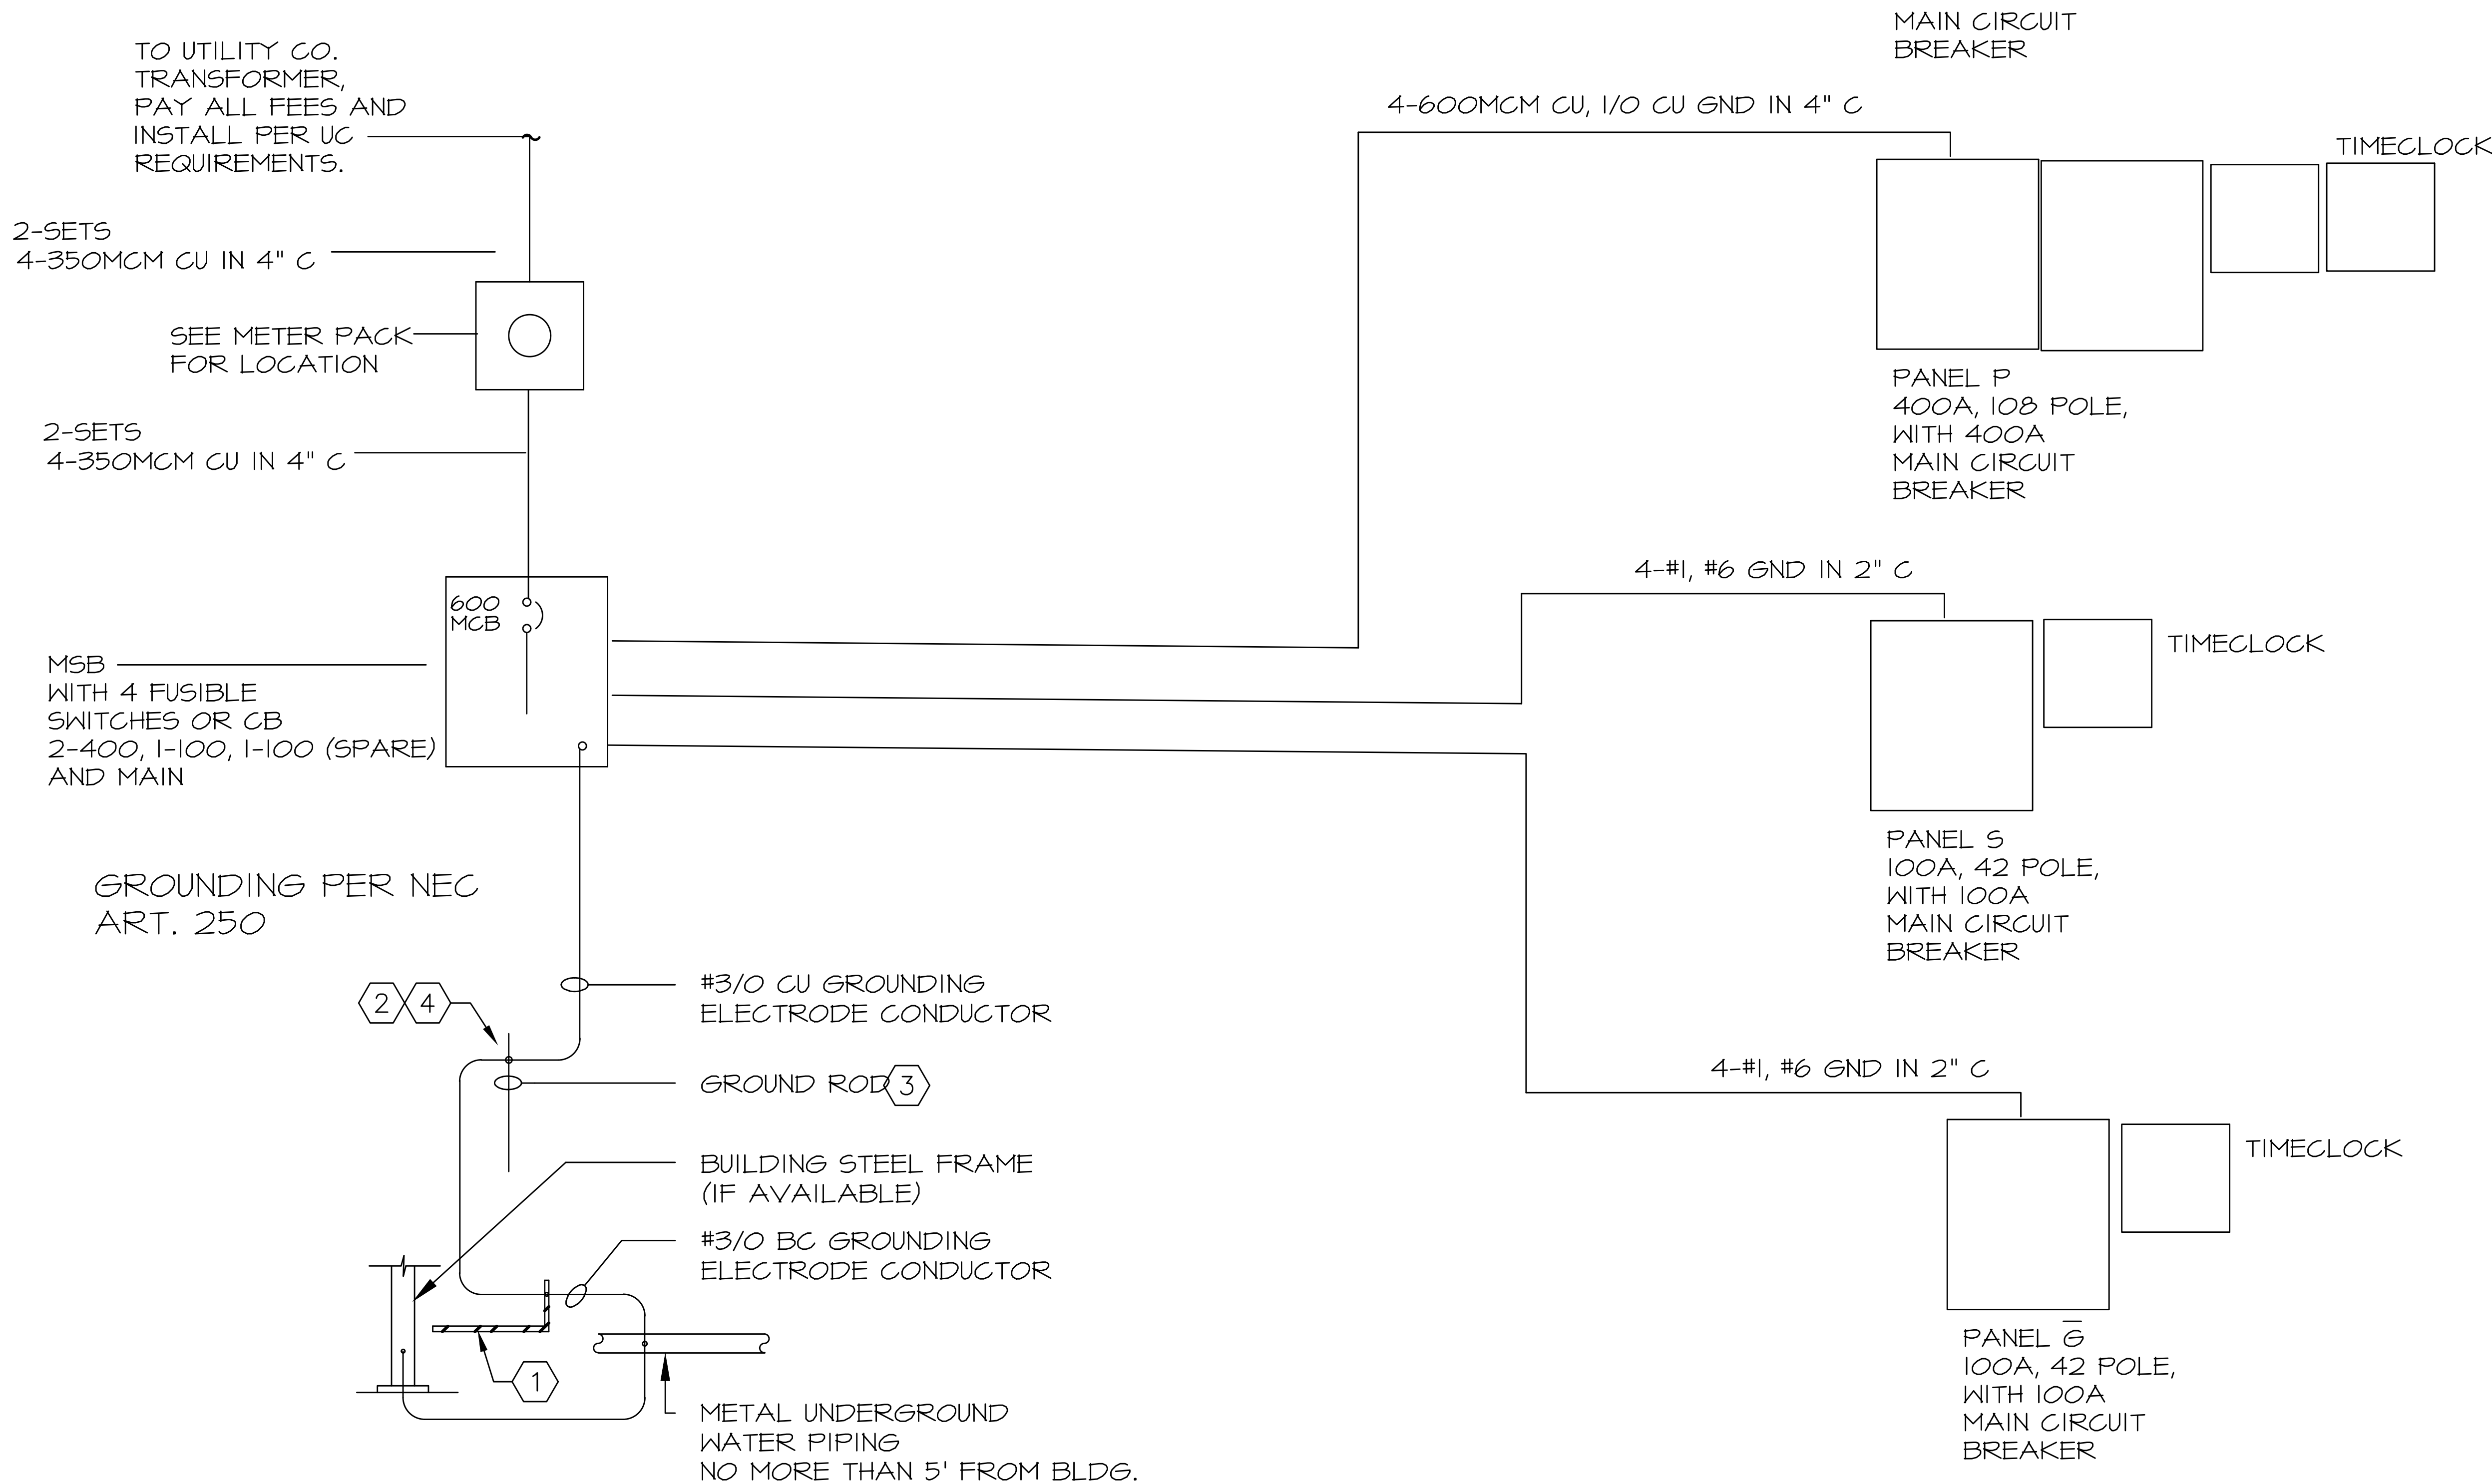 MAIN CIRCUIT
BREAKER
TO UTILITY CO.
TRANSFORMER,
PAY ALL FEES AND
INSTALL PER UC
REQUIREMENTS.
4-600MCM CU, 1/0 CU GND IN 4" C
TIMECLOCK
2-SETS
4-350MCM CU IN 4" C
SEE METER PACK
FOR LOCATION
PANEL P
400A, 108 POLE,
WITH 400A
MAIN CIRCUIT
BREAKER
2-SETS
4-350MCM CU IN 4" C
4-#1, #6 GND IN 2" C
600
MCB
TIMECLOCK
MSB
WITH 4 FUSIBLE
SWITCHES OR CB
2-400, 1-100, 1-100 (SPARE)
AND MAIN
PANEL S
100A, 42 POLE,
WITH 100A
MAIN CIRCUIT
BREAKER
GROUNDING PER NEC
ART. 250
#3/0 CU GROUNDING
ELECTRODE CONDUCTOR
2 4
GROUND ROD 3
4-#1, #6 GND IN 2" C
TIMECLOCK
BUILDING STEEL FRAME
(IF AVAILABLE)
#3/0 BC GROUNDING
ELECTRODE CONDUCTOR
1
PANEL G
100A, 42 POLE,
WITH 100A
MAIN CIRCUIT
BREAKER
METAL UNDERGROUND
WATER PIPING
NO MORE THAN 5' FROM BLDG.